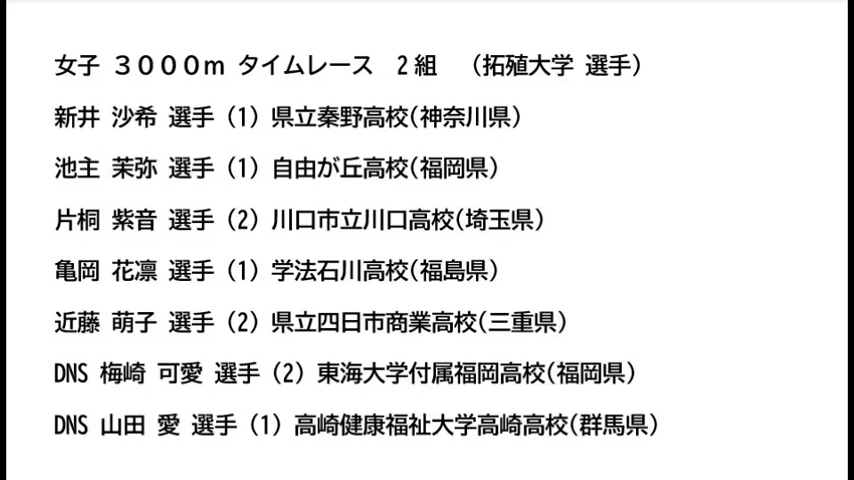 女子 ３０００ｍ タイムレース　２組　（拓殖大学 選手）
新井 沙希 選手（1）県立秦野高校(神奈川県）
池主 茉弥 選手（1）自由が丘高校(福岡県）
片桐 紫音 選手（2）川口市立川口高校(埼玉県）
亀岡 花凛 選手（1）学法石川高校(福島県）
近藤 萌子 選手（2）県立四日市商業高校(三重県）
DNS 梅崎 可愛 選手（2）東海大学付属福岡高校(福岡県）
DNS 山田 愛 選手（1）高崎健康福祉大学高崎高校(群馬県）